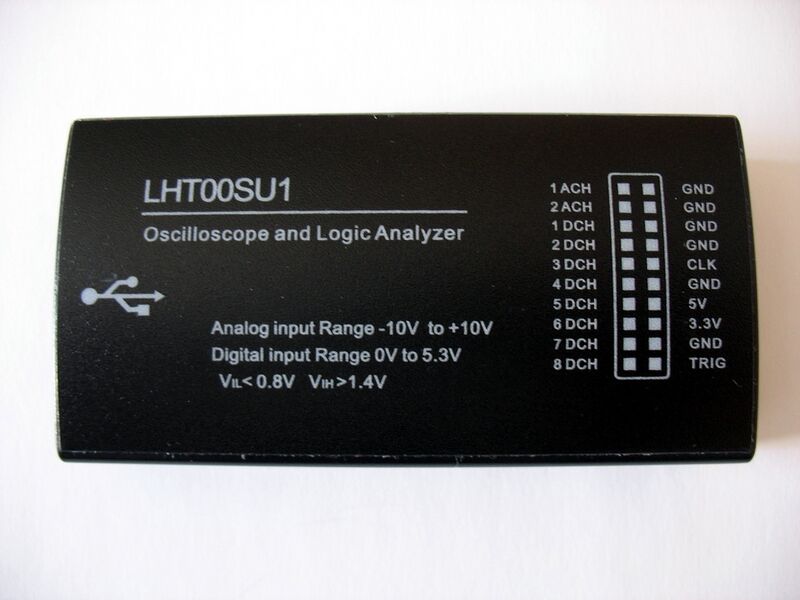 LHT00SU1
Oscilloscope and Logic Analyzer
Analog input Range -10V to +10V
Digital input Range 0V to 5.3V
VIL< 0.8V VIH>1.4V
1 ACH GND
2 ACH GND
1 DCH GND
2 DCH GND
3 DCH CLK
4 DCH GND
5 DCH 5V
6 DCH 3.3V
7 DCH GND
8 DCH TRIG